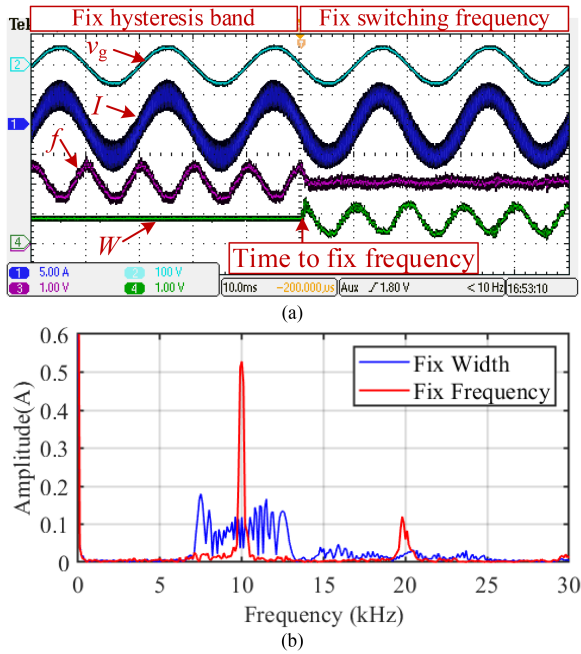 Fix hysteresis band Fix switching frequency
Tek
vg
2
I
1
f
W
4
Time to fix frequency
1 5.00 A 2 100 V
3 1.00 V 4 1.00 V
10.0ms -200.000µs Aux 1.80 V < 10 Hz 16:53:10
(a)
0.6
0.5
0.4
0.3
0.2
0.1
0
Amplitude(A)
Fix Width
Fix Frequency
0 5 10 15 20 25 30
Frequency (kHz)
(b)